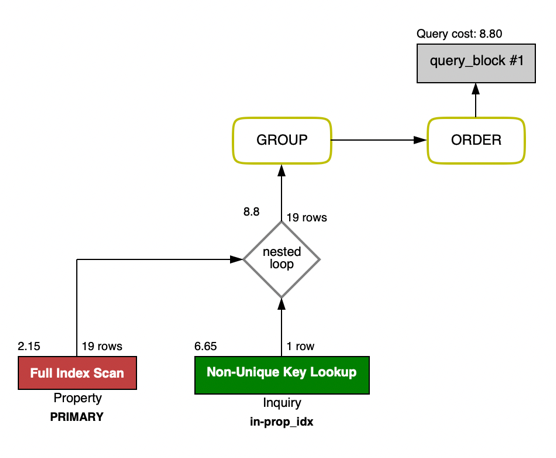 Query cost: 8.80
query_block #1
GROUP
ORDER
8.8
19 rows
nested
loop
2.15
19 rows
6.65
1 row
Full Index Scan
Non-Unique Key Lookup
Property
Inquiry
PRIMARY
in-prop_idx